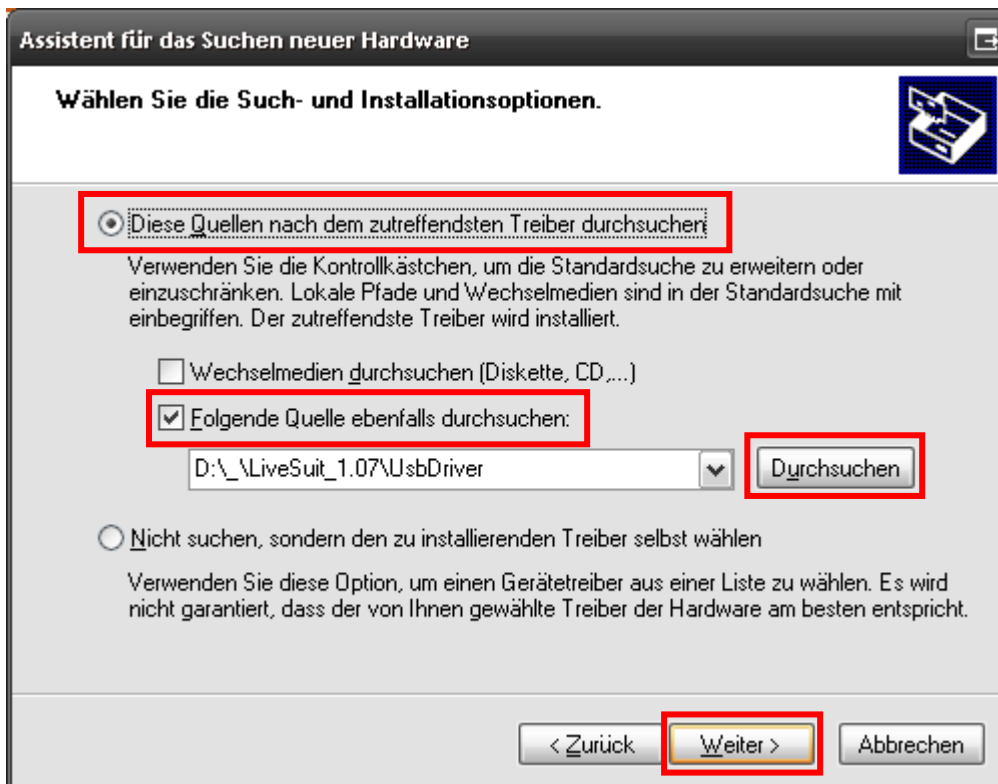 Assistent für das Suchen neuer Hardware
Wählen Sie die Such- und Installationsoptionen.
Diese Quellen nach dem zutreffendsten Treiber durchsuchen
Verwenden Sie die Kontrollkästchen, um die Standardsuche zu erweitern oder
einzuschränken. Lokale Pfade und Wechselmedien sind in der Standardsuche mit
einbegriffen. Der zutreffendste Treiber wird installiert.
Wechselmedien durchsuchen (Diskette, CD,...)
Folgende Quelle ebenfalls durchsuchen:
D:\_\LiveSuit_1.07\UsbDriver
Durchsuchen
Nicht suchen, sondern den zu installierenden Treiber selbst wählen
Verwenden Sie diese Option, um einen Gerätetreiber aus einer Liste zu wählen. Es wird
nicht garantiert, dass der von Ihnen gewählte Treiber der Hardware am besten entspricht.
< Zurück Weiter > Abbrechen